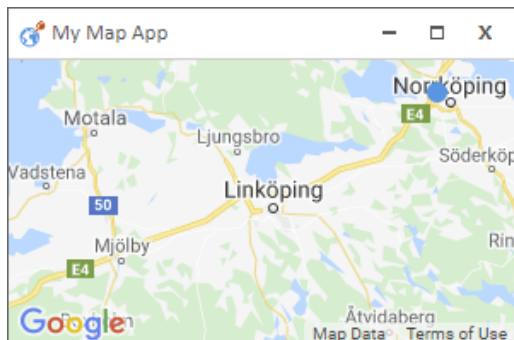 My Map App
X
Norrköping
E4
Motala
Ljungsbro
Söderköp
Vadstena
Linköping
50
Rin
Mjölby
E4
Google
Åtvidaberg
Map Data
Terms of Use